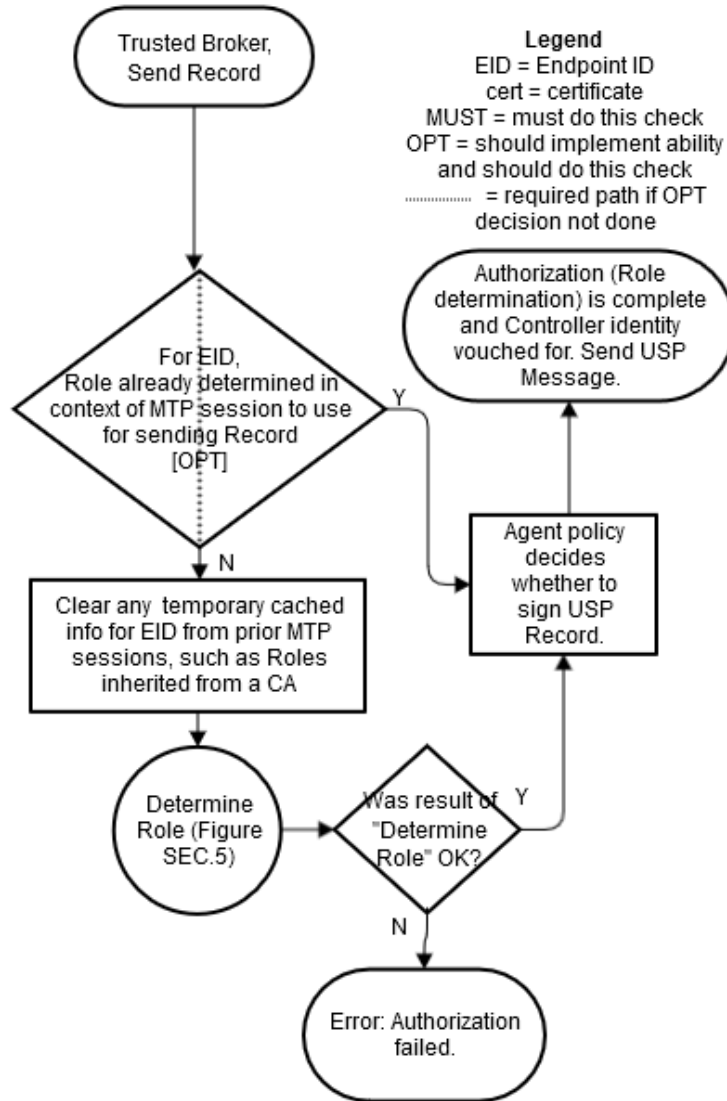 Trusted Broker,
Send Record
Legend
EID = Endpoint ID
cert = certificate
MUST = must do this check
OPT = should implement ability
and should do this check
.................. = required path if OPT
decision not done
Authorization (Role
determination) is complete
and Controller identity
vouched for. Send USP
Message.
For EID,
Role already determined in
context of MTP session to use
for sending Record
[OPT]
Y
N
Agent policy
decides
whether to
sign USP
Record.
Clear any temporary cached
info for EID from prior MTP
sessions, such as Roles
inherited from a CA
Determine
Role (Figure
SEC.5)
Was result of
"Determine
Role" OK?
Y
N
Error: Authorization
failed.